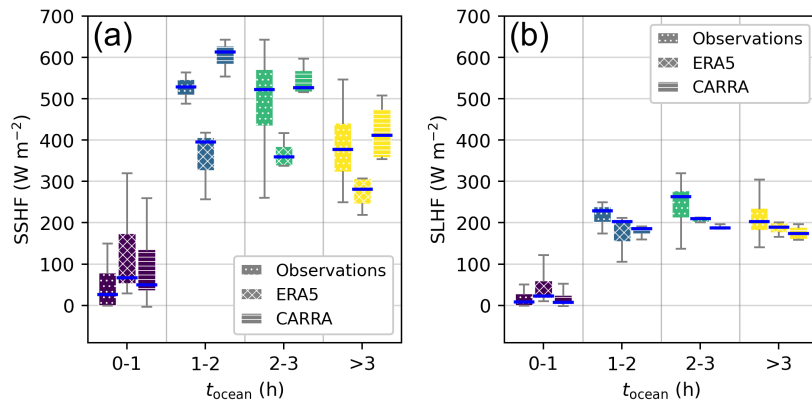 (a)
700
600
500
400
300
200
100
0
SSHF (W m⁻²)
Observations
ERA5
CARRA
0-1 1-2 2-3 >3
t_ocean (h)
(b)
700
600
500
400
300
200
100
0
SLHF (W m⁻²)
Observations
ERA5
CARRA
0-1 1-2 2-3 >3
t_ocean (h)